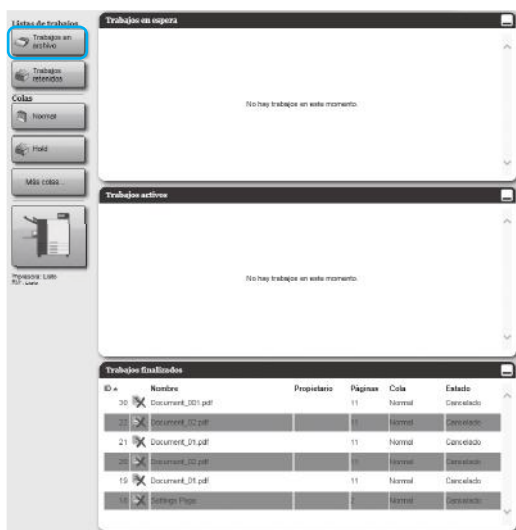 Listas de trabajos
Trabajos en
archivo
Trabajos
retenidos
Colas
Normal
Hold
Más colas...
Impresora: Listo
Trabajos en espera
No hay trabajos en este momento.
Trabajos activos
No hay trabajos en este momento.
Trabajos finalizados
ID Nombre Propietario Páginas Cola Estado
30 Document_001.pdf 11 Normal Cancelado
Document_02.pdf 11 Normal Cancelado
21 Document_01.pdf 11 Normal Cancelado
20 Document_02.pdf 11 Normal Cancelado
19 Document_01.pdf 11 Normal Cancelado
18 Settings Page 2 Normal Cancelado